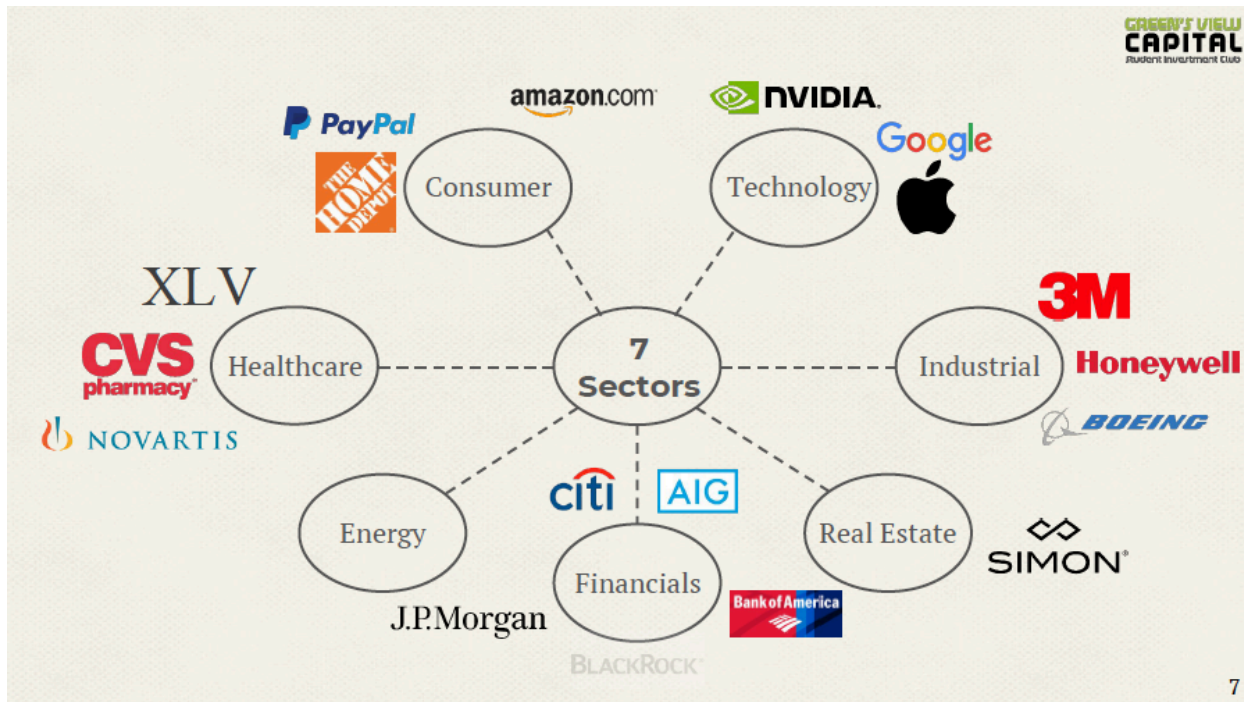 GREEN'S VIEW
CAPITAL
Student Investment Club
amazon.com
NVIDIA.
PayPal
Google
THE
HOME
DEPOT
Consumer
Technology
XLV
3M
7
Sectors
CVS
pharmacy
Healthcare
Industrial
Honeywell
NOVARTIS
BOEING
citi
AIG
Energy
Real Estate
SIMON®
Financials
J.P.Morgan
Bank of America
BLACKROCK
7